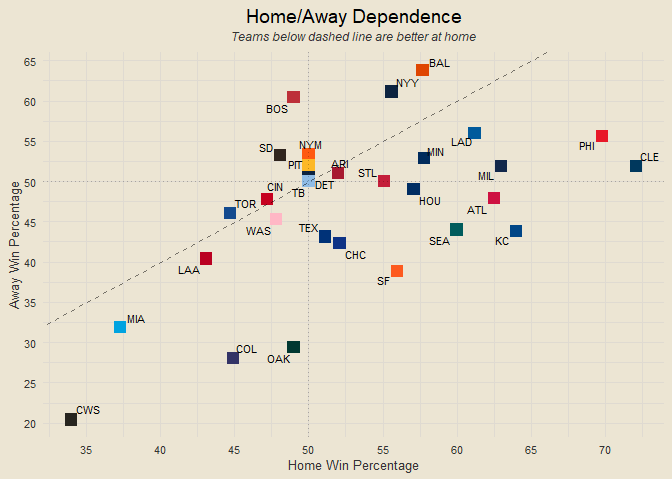 Home/Away Dependence
Teams below dashed line are better at home
65
BAL
NYY
60
BOS
55
LAD
PHI
SD
NYM
MIN
CLE
PIT
ARI
STL
MIL
50
TB
DET
CIN
HOU
ATL
TOR
45
WAS
TEX
SEA
KC
CHC
40
LAA
SF
35
MIA
30
COL
OAK
25
CWS
20
35 40 45 50 55 60 65 70
Home Win Percentage
Away Win Percentage